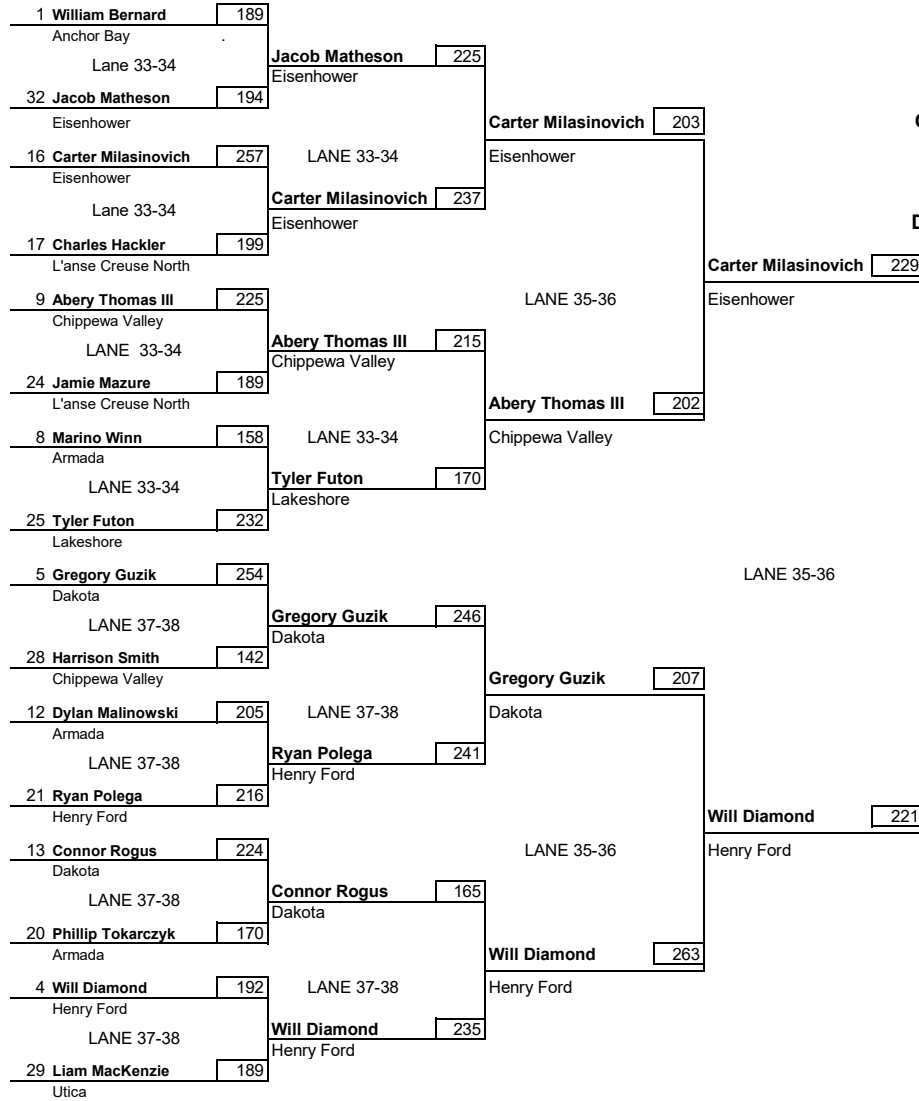 1 William Bernard 189
Anchor Bay .
Lane 33-34
Jacob Matheson 225
Eisenhower
32 Jacob Matheson 194
Eisenhower
Carter Milasinovich 203
Eisenhower
16 Carter Milasinovich 257
Eisenhower
LANE 33-34
Lane 33-34
Carter Milasinovich 237
Eisenhower
17 Charles Hackler 199
L'anse Creuse North
Carter Milasinovich 229
Eisenhower
9 Abery Thomas III 225
Chippewa Valley
LANE 35-36
LANE 33-34
Abery Thomas III 215
Chippewa Valley
24 Jamie Mazure 189
L'anse Creuse North
Abery Thomas III 202
Chippewa Valley
8 Marino Winn 158
Armada
LANE 33-34
LANE 33-34
Tyler Futon 170
Lakeshore
25 Tyler Futon 232
Lakeshore
5 Gregory Guzik 254
Dakota
LANE 35-36
LANE 37-38
Gregory Guzik 246
Dakota
28 Harrison Smith 142
Chippewa Valley
Gregory Guzik 207
Dakota
12 Dylan Malinowski 205
Armada
LANE 37-38
LANE 37-38
Ryan Polega 241
Henry Ford
21 Ryan Polega 216
Henry Ford
Will Diamond 221
Henry Ford
13 Connor Rogus 224
Dakota
LANE 35-36
LANE 37-38
Connor Rogus 165
Dakota
20 Phillip Tokarczyk 170
Armada
Will Diamond 263
Henry Ford
4 Will Diamond 192
Henry Ford
LANE 37-38
LANE 37-38
Will Diamond 235
Henry Ford
29 Liam MacKenzie 189
Utica